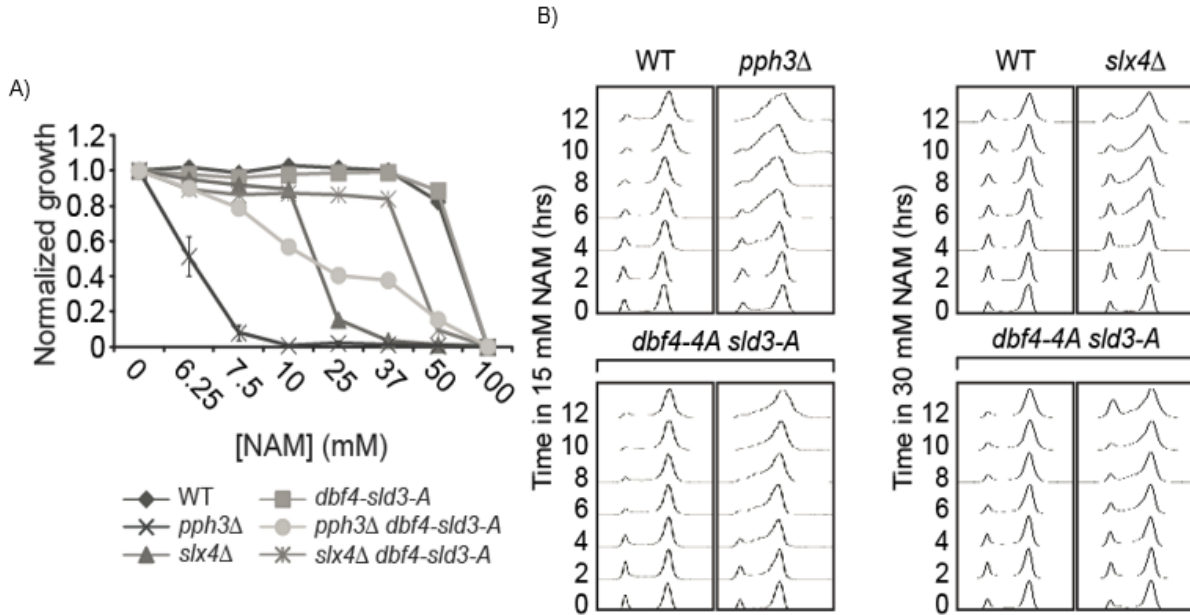 A)
Normalized growth
1.2
1.0
0.8
0.6
0.4
0.2
0
0 6.25 7.5 10 25 37 50 100
[NAM] (mM)
WT dbf4-sld3-A
pph3Δ pph3Δ dbf4-sld3-A
slx4Δ slx4Δ dbf4-sld3-A
B)
WT pph3Δ
Time in 15 mM NAM (hrs)
12
10
8
6
4
2
0
dbf4-4A sld3-A
12
10
8
6
4
2
0
WT slx4Δ
Time in 30 mM NAM (hrs)
12
10
8
6
4
2
0
dbf4-4A sld3-A
12
10
8
6
4
2
0